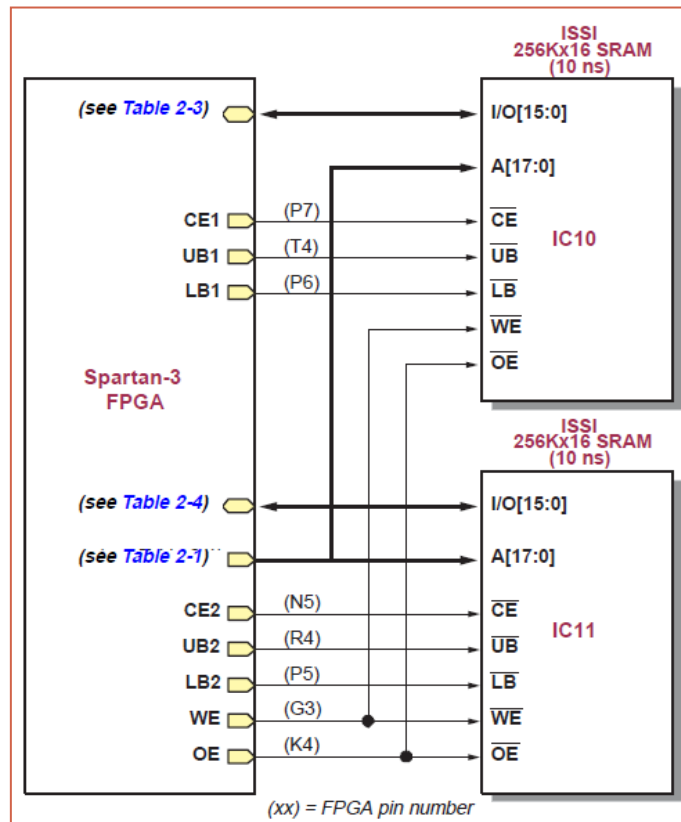 ISSI
256Kx16 SRAM
(10 ns)
(see Table 2-3)
I/O[15:0]
A[17:0]
CE1
(P7)
CE
UB1
(T4)
UB
IC10
LB1
(P6)
LB
WE
OE
Spartan-3
FPGA
ISSI
256Kx16 SRAM
(10 ns)
(see Table 2-4)
I/O[15:0]
(see Table 2-1)
A[17:0]
CE2
(N5)
CE
UB2
(R4)
UB
IC11
LB2
(P5)
LB
WE
(G3)
WE
OE
(K4)
OE
(xx) = FPGA pin number